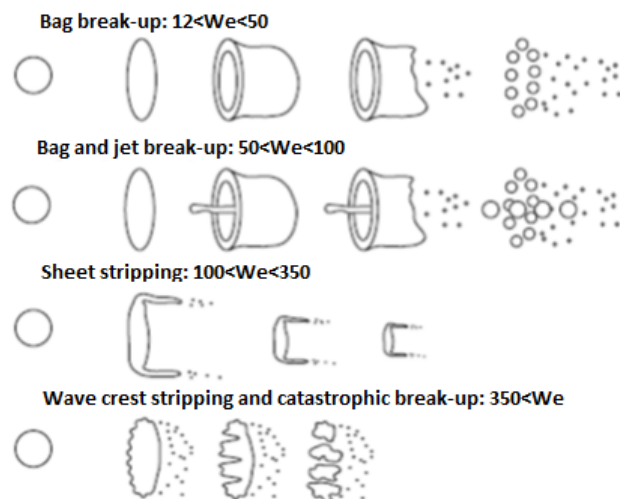 Bag break-up: 12<We<50
Bag and jet break-up: 50<We<100
Sheet stripping: 100<We<350
Wave crest stripping and catastrophic break-up: 350<We